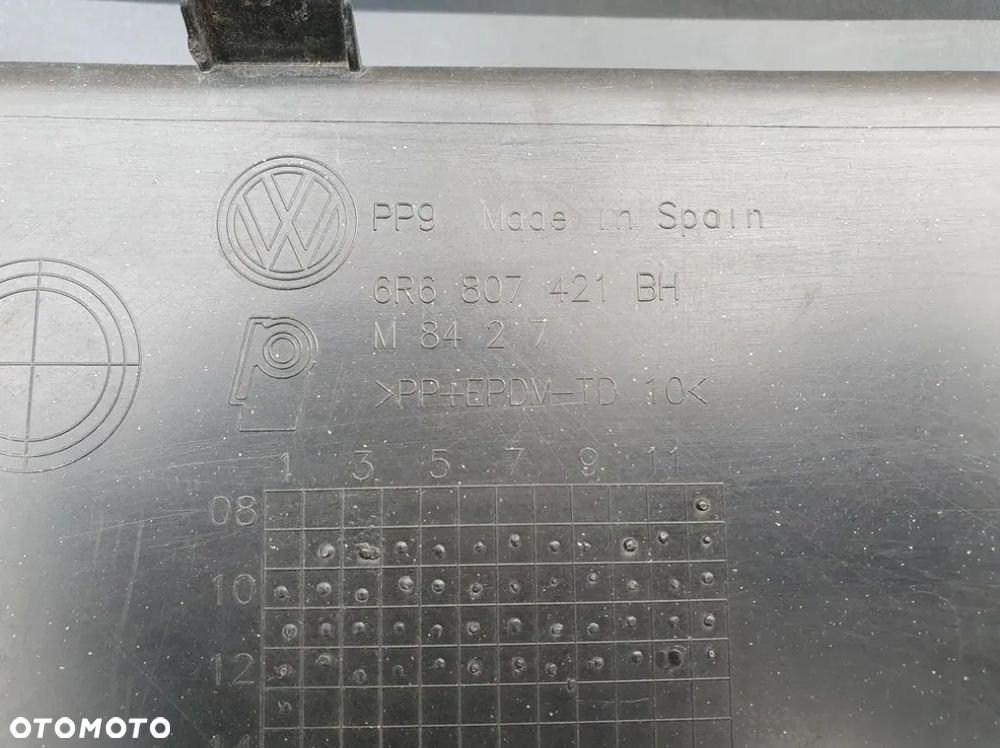 PP9 Made in Spain
6R6 807 421 BH
M 84 2 7
>PP+EPDM-TD 10<
1 3 5 7 9 11
08
10
12
14
OTOMOTO